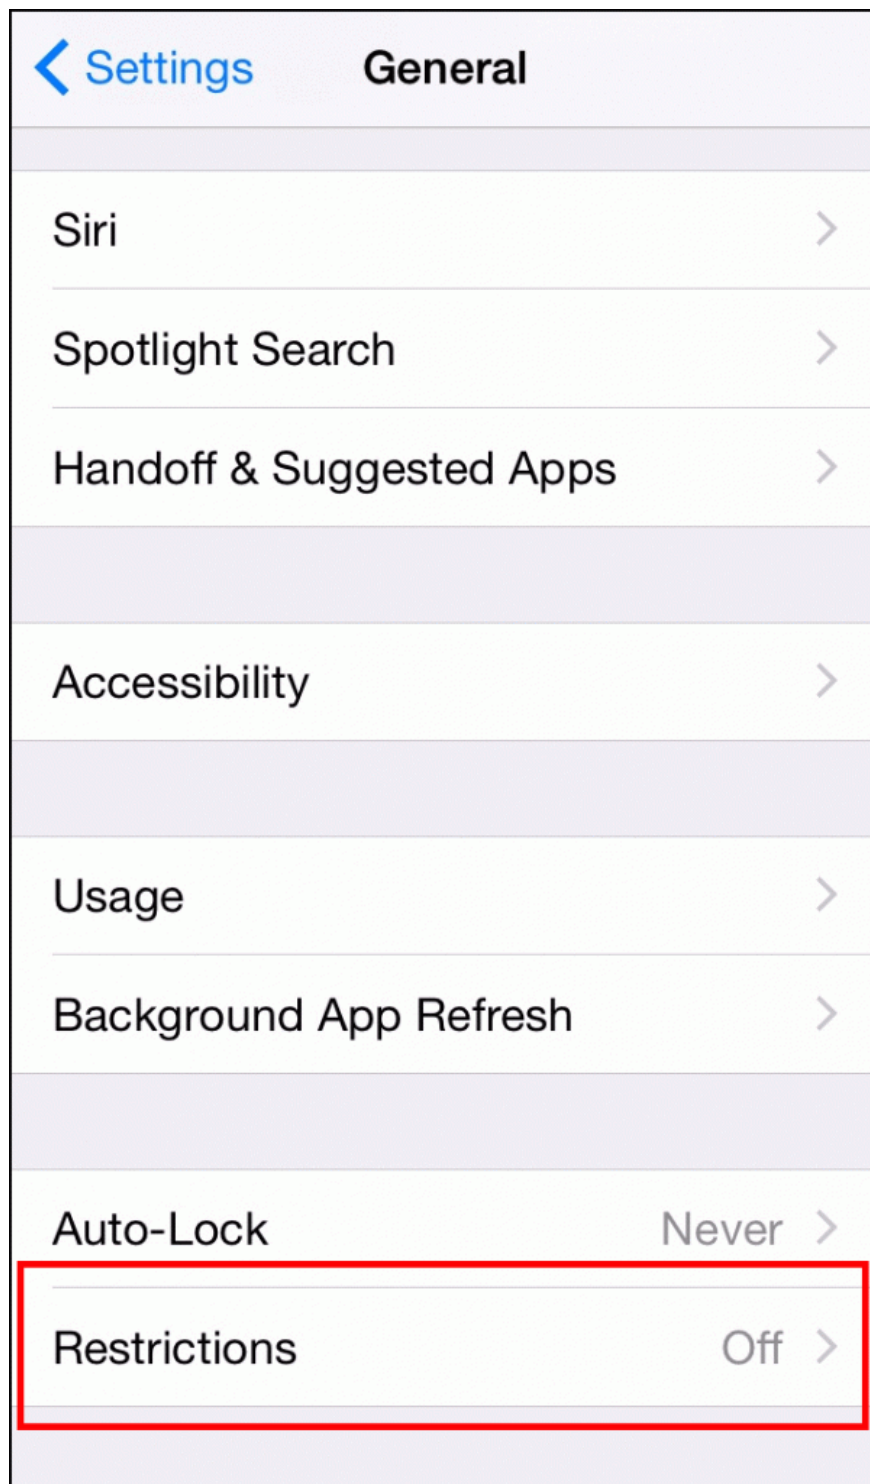 Settings General
Siri
Spotlight Search
Handoff & Suggested Apps
Accessibility
Usage
Background App Refresh
Auto-Lock Never
Restrictions Off